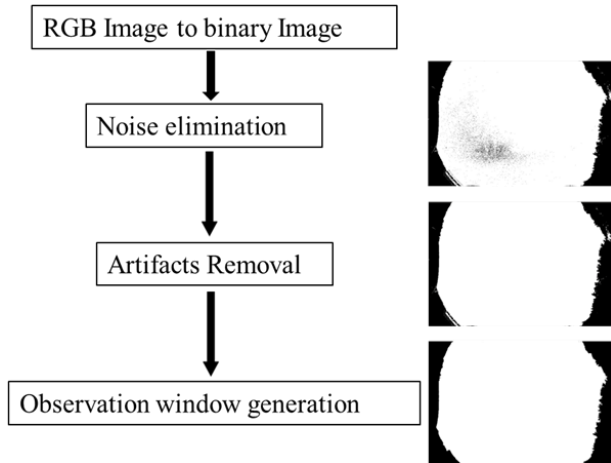 RGB Image to binary Image
Noise elimination
Artifacts Removal
Observation window generation